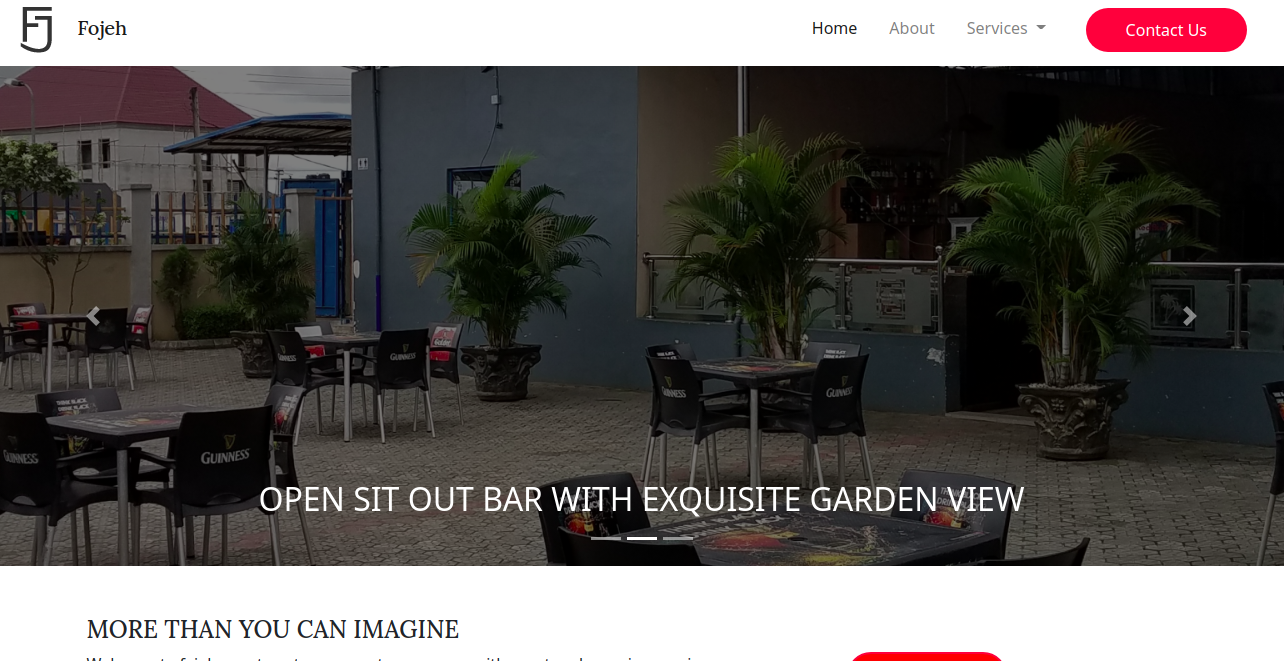 FJ
Fojeh
Home
About
Services
Contact Us
GUINNESS
GUINNESS
GUINNESS
GUINNESS
GUINNESS
GUINNESS
OPEN SIT OUT BAR WITH EXQUISITE GARDEN VIEW
MORE THAN YOU CAN IMAGINE